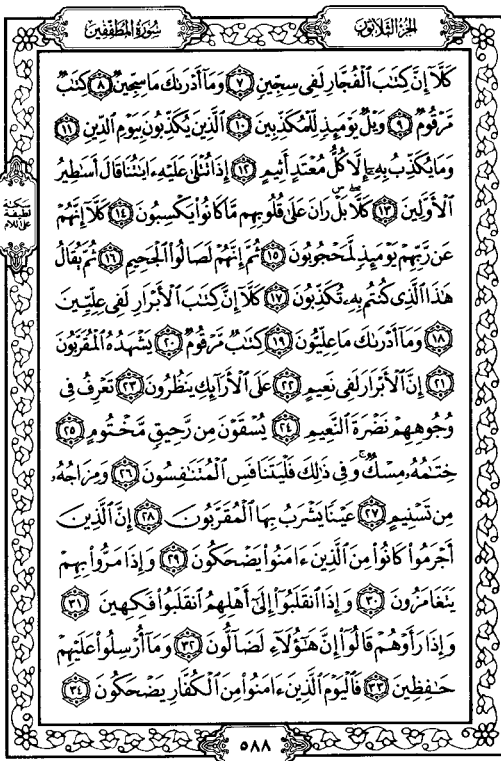 الجزء الثلاثون
سورة المطففين
كَلَّآ إِنَّ كِتَٰبَ ٱلْفُجَّارِ لَفِى سِجِّينٍ ٧ وَمَآ أَدْرَىٰكَ مَا سِجِّينٌ ٨ كِتَٰبٌ
مَّرْقُومٌ ٩ وَيْلٌ يَوْمَئِذٍ لِّلْمُكَذِّبِينَ ١٠ ٱلَّذِينَ يُكَذِّبُونَ بِيَوْمِ ٱلدِّينِ ١١
وَمَا يُكَذِّبُ بِهِۦٓ إِلَّا كُلُّ مُعْتَدٍ أَثِيمٍ ١٢ إِذَا تُتْلَىٰ عَلَيْهِ ءَايَٰتُنَا قَالَ أَسَٰطِيرُ
ٱلْأَوَّلِينَ ١٣ كَلَّا ۖ بَلْ ۜ رَانَ عَلَىٰ قُلُوبِهِم مَّا كَانُوا۟ يَكْسِبُونَ ١٤ كَلَّآ إِنَّهُمْ
عَن رَّبِّهِمْ يَوْمَئِذٍ لَّمَحْجُوبُونَ ١٥ ثُمَّ إِنَّهُمْ لَصَالُوا۟ ٱلْجَحِيمِ ١٦ ثُمَّ يُقَالُ
هَٰذَا ٱلَّذِى كُنتُم بِهِۦ تُكَذِّبُونَ ١٧ كَلَّآ إِنَّ كِتَٰبَ ٱلْأَبْرَارِ لَفِى عِلِّيِّينَ
١٨ وَمَآ أَدْرَىٰكَ مَا عِلِّيُّونَ ١٩ كِتَٰبٌ مَّرْقُومٌ ٢٠ يَشْهَدُهُ ٱلْمُقَرَّبُونَ
٢١ إِنَّ ٱلْأَبْرَارَ لَفِى نَعِيمٍ ٢٢ عَلَى ٱلْأَرَآئِكِ يَنظُرُونَ ٢٣ تَعْرِفُ فِى
وُجُوهِهِمْ نَضْرَةَ ٱلنَّعِيمِ ٢٤ يُسْقَوْنَ مِن رَّحِيقٍ مَّخْتُومٍ ٢٥
خِتَٰمُهُۥ مِسْكٌ ۚ وَفِى ذَٰلِكَ فَلْيَتَنَافَسِ ٱلْمُتَنَٰفِسُونَ ٢٦ وَمِزَاجُهُۥ
مِن تَسْنِيمٍ ٢٧ عَيْنًا يَشْرَبُ بِهَا ٱلْمُقَرَّبُونَ ٢٨ إِنَّ ٱلَّذِينَ
أَجْرَمُوا۟ كَانُوا۟ مِنَ ٱلَّذِينَ ءَامَنُوا۟ يَضْحَكُونَ ٢٩ وَإِذَا مَرُّوا۟ بِهِمْ
يَتَغَامَزُونَ ٣٠ وَإِذَا ٱنقَلَبُوٓا۟ إِلَىٰٓ أَهْلِهِمُ ٱنقَلَبُوا۟ فَكِهِينَ ٣١
وَإِذَا رَأَوْهُمْ قَالُوٓا۟ إِنَّ هَٰٓؤُلَآءِ لَضَآلُّونَ ٣٢ وَمَآ أُرْسِلُوا۟ عَلَيْهِمْ
حَٰفِظِينَ ٣٣ فَٱلْيَوْمَ ٱلَّذِينَ ءَامَنُوا۟ مِنَ ٱلْكُفَّارِ يَضْحَكُونَ ٣٤
سكتة
لطيفة
على اللام
٥٨٨